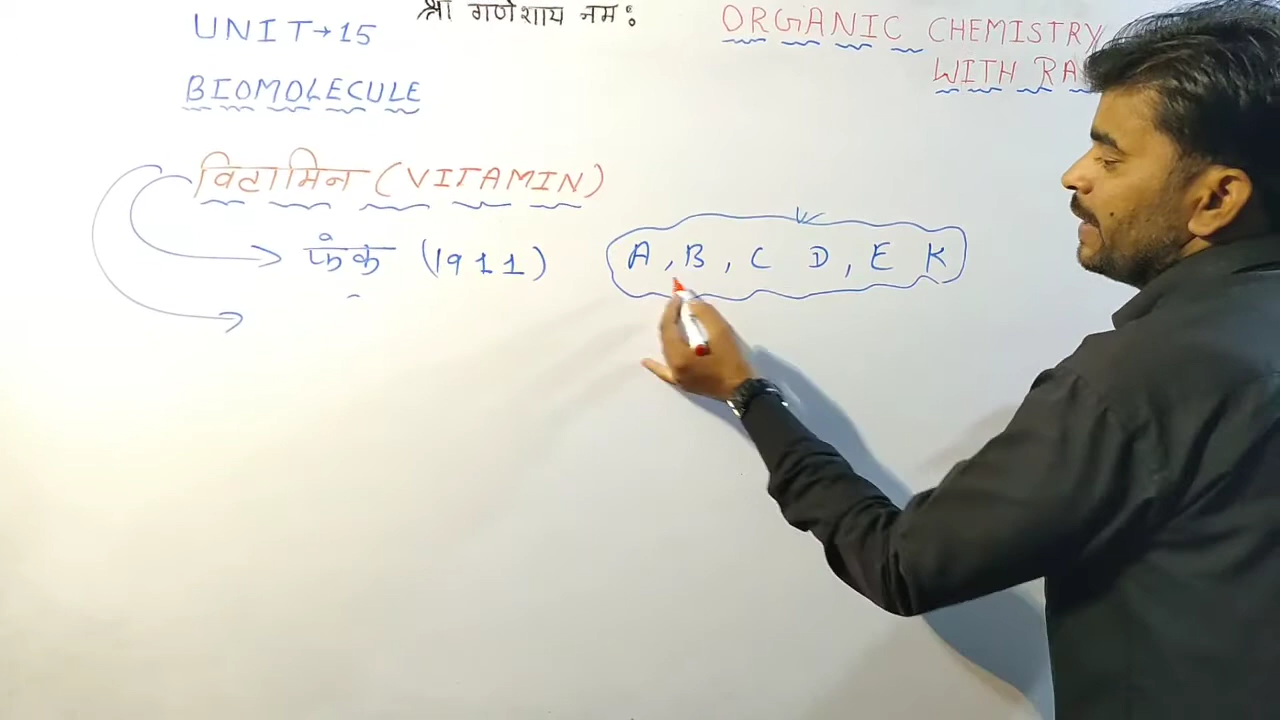 श्री गणेशाय नमः
UNIT→15
BIOMOLECULE
ORGANIC CHEMISTRY
WITH RA
विटामिन (VITAMIN)
फंक (1911)
A, B, C D, E K